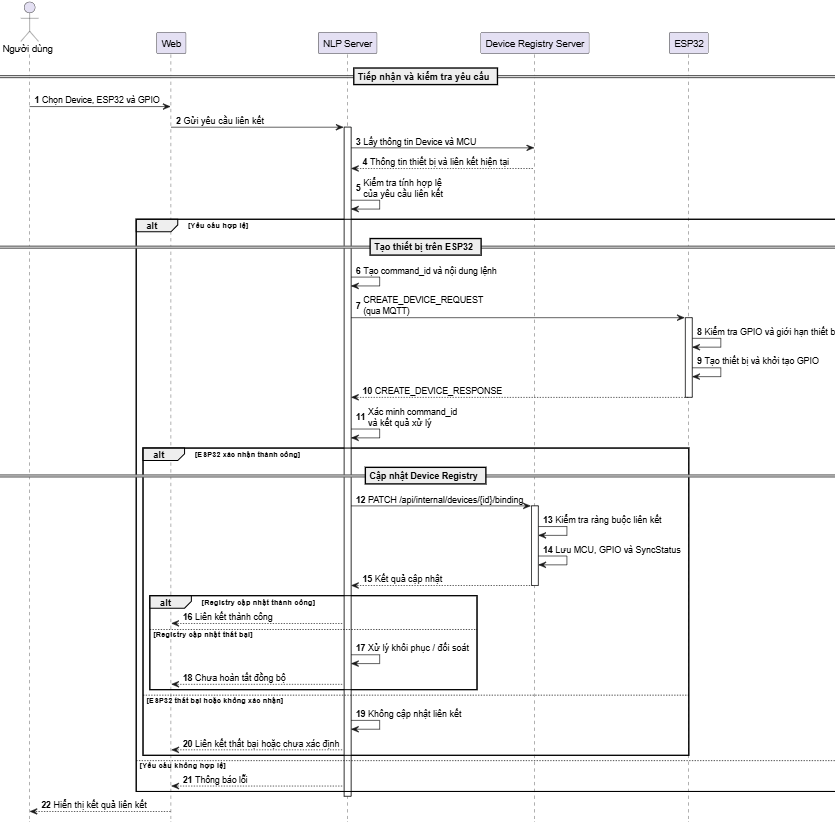 Người dùng
Web
NLP Server
Device Registry Server
ESP32
Tiếp nhận và kiểm tra yêu cầu
1 Chọn Device, ESP32 và GPIO
2 Gửi yêu cầu liên kết
3 Lấy thông tin Device và MCU
4 Thông tin thiết bị và liên kết hiện tại
5 Kiểm tra tính hợp lệ
của yêu cầu liên kết
alt [Yêu cầu hợp lệ]
Tạo thiết bị trên ESP32
6 Tạo command_id và nội dung lệnh
7 CREATE_DEVICE_REQUEST
(qua MQTT)
8 Kiểm tra GPIO và giới hạn thiết b
9 Tạo thiết bị và khởi tạo GPIO
10 CREATE_DEVICE_RESPONSE
11 Xác minh command_id
và kết quả xử lý
alt [ESP32 xác nhận thành công]
Cập nhật Device Registry
12 PATCH /api/internal/devices/{id}/binding
13 Kiểm tra ràng buộc liên kết
14 Lưu MCU, GPIO và SyncStatus
15 Kết quả cập nhật
alt [Registry cập nhật thành công]
16 Liên kết thành công
[Registry cập nhật thất bại]
17 Xử lý khôi phục / đối soát
18 Chưa hoàn tất đồng bộ
[ESP32 thất bại hoặc không xác nhận]
19 Không cập nhật liên kết
20 Liên kết thất bại hoặc chưa xác định
[Yêu cầu không hợp lệ]
21 Thông báo lỗi
22 Hiển thị kết quả liên kết